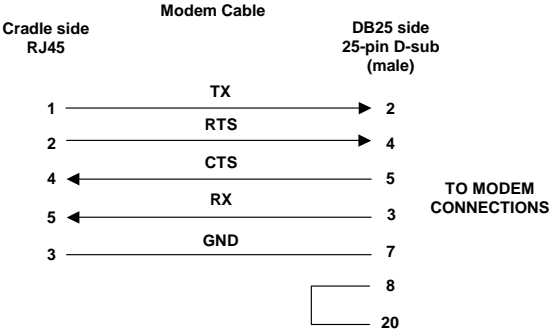 Modem Cable
Cradle side
RJ45
DB25 side
25-pin D-sub
(male)
1 TX 2
2 RTS 4
4 CTS 5
5 RX 3
3 GND 7
8
20
TO MODEM
CONNECTIONS